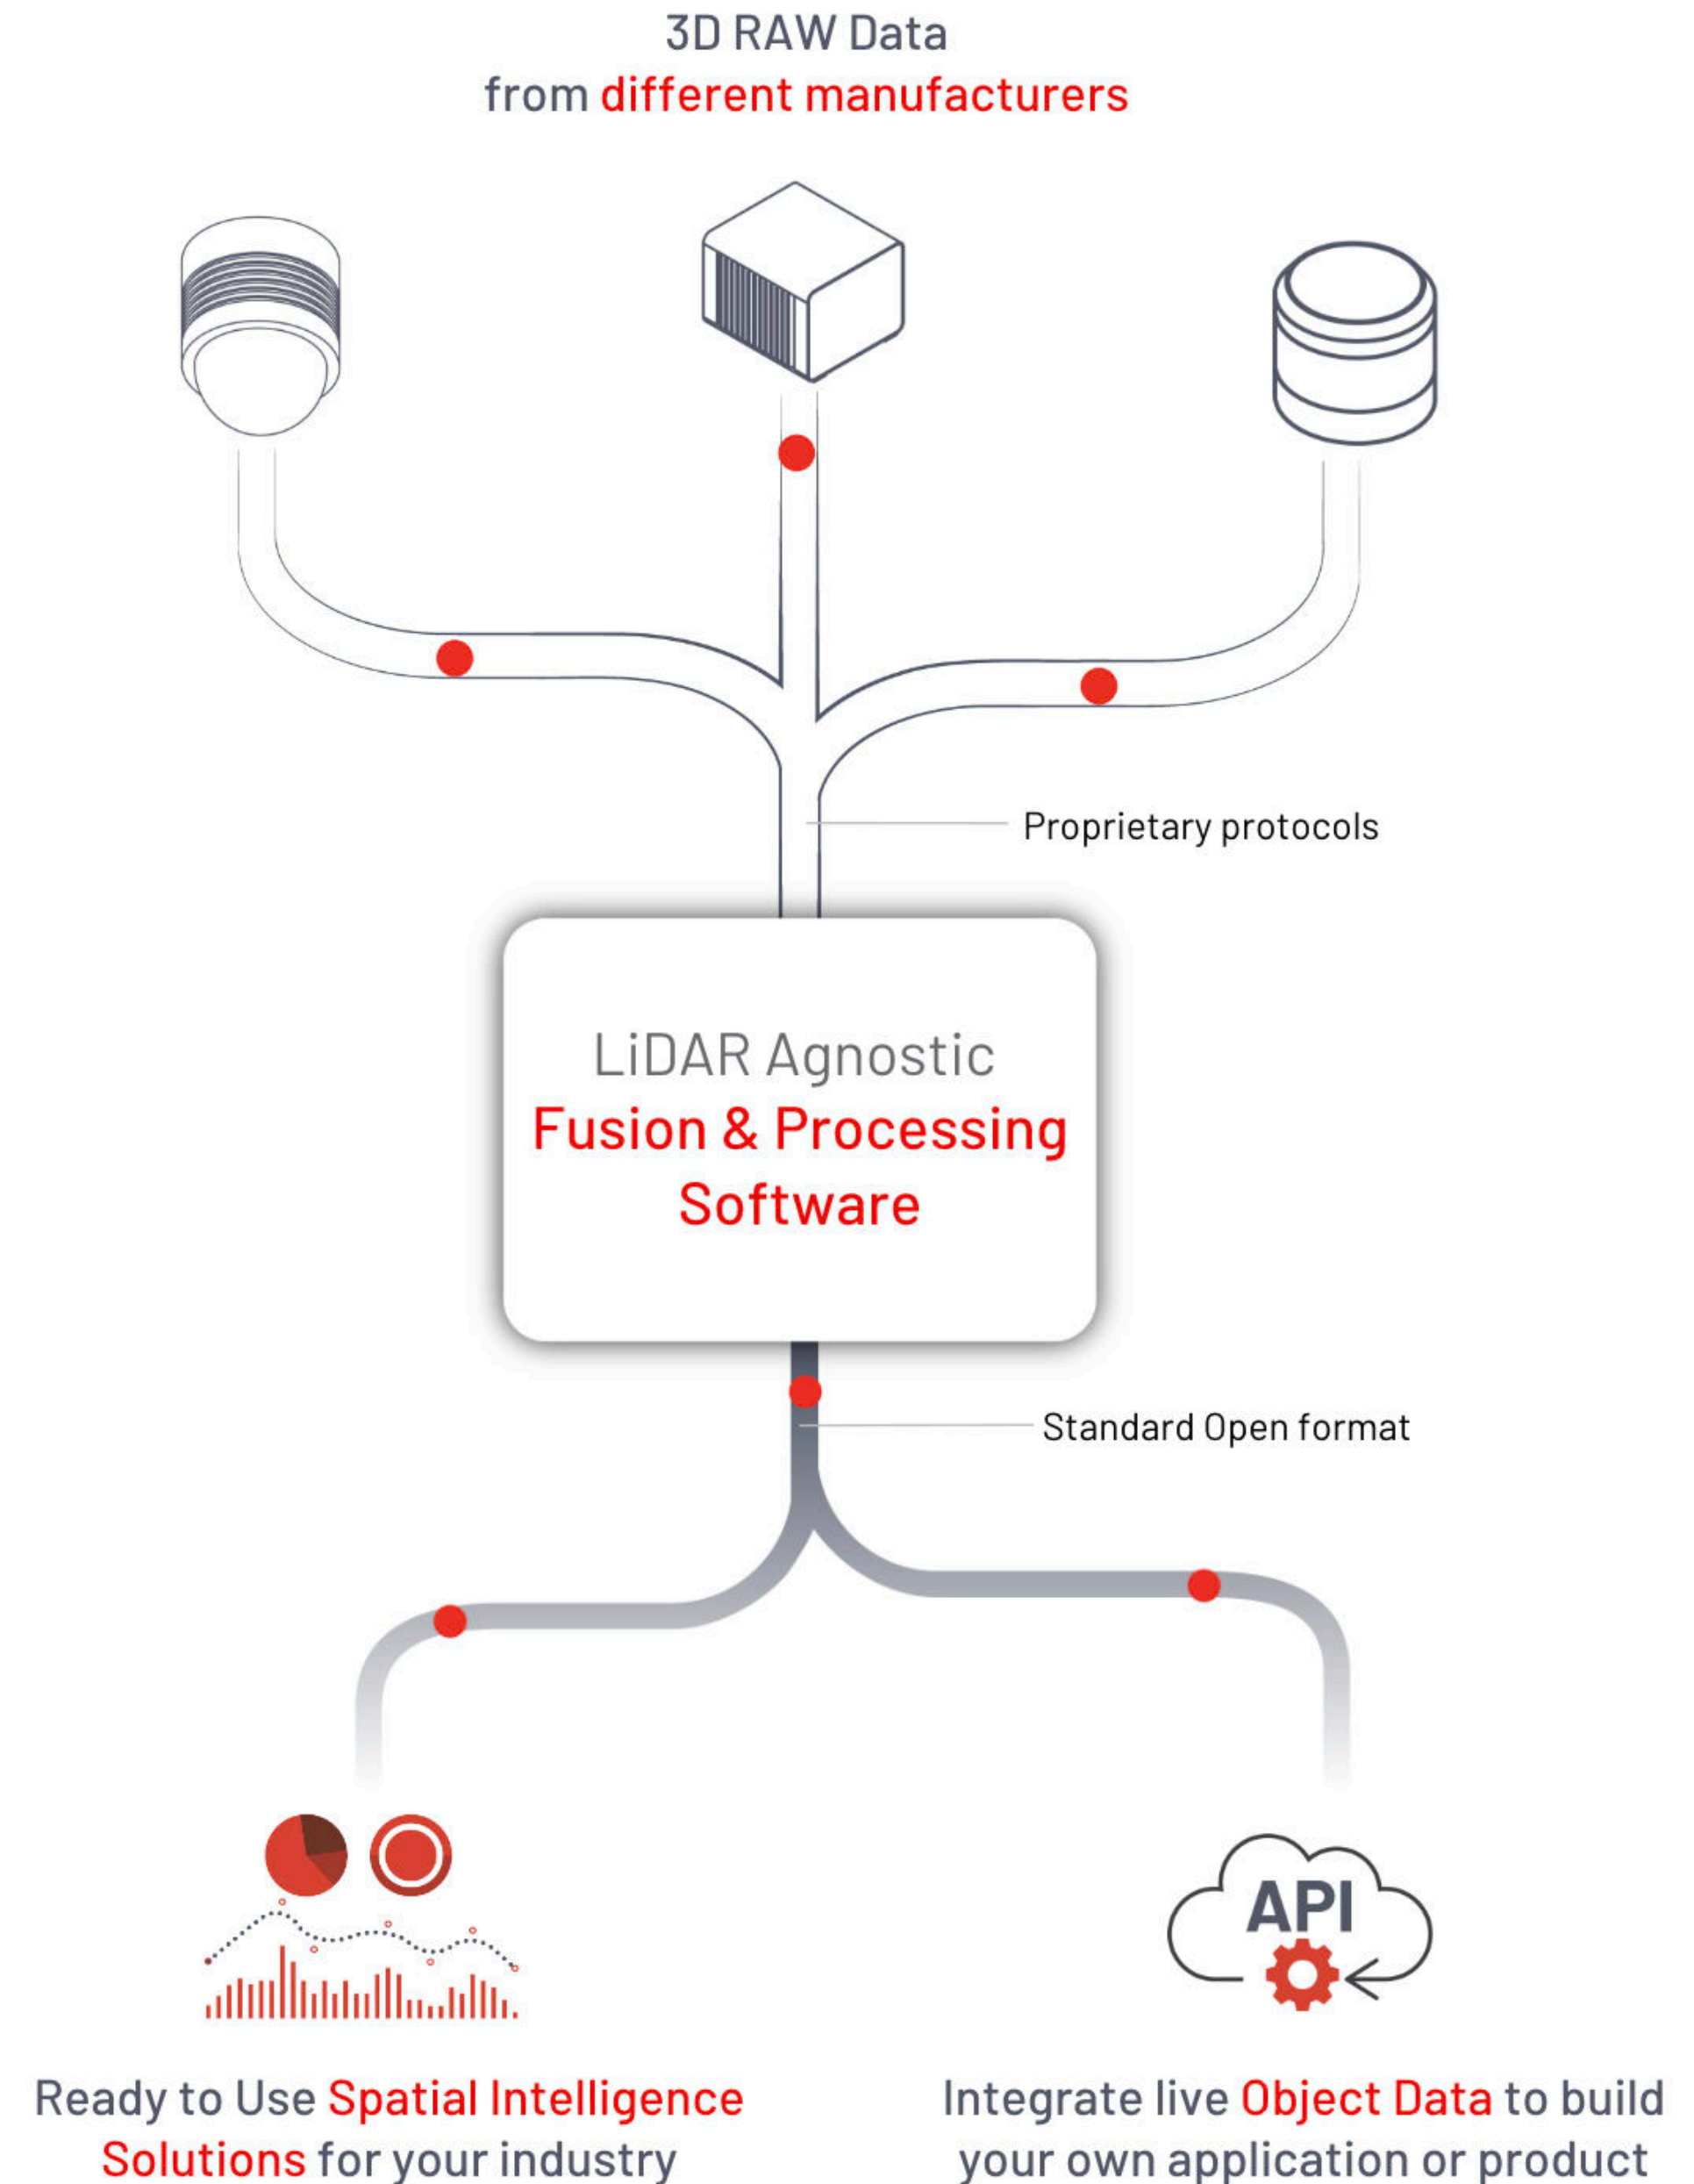 3D RAW Data
from different manufacturers
Proprietary protocols
LiDAR Agnostic
Fusion & Processing
Software
Standard Open format
API
Ready to Use Spatial Intelligence
Solutions for your industry
Integrate live Object Data to build
your own application or product